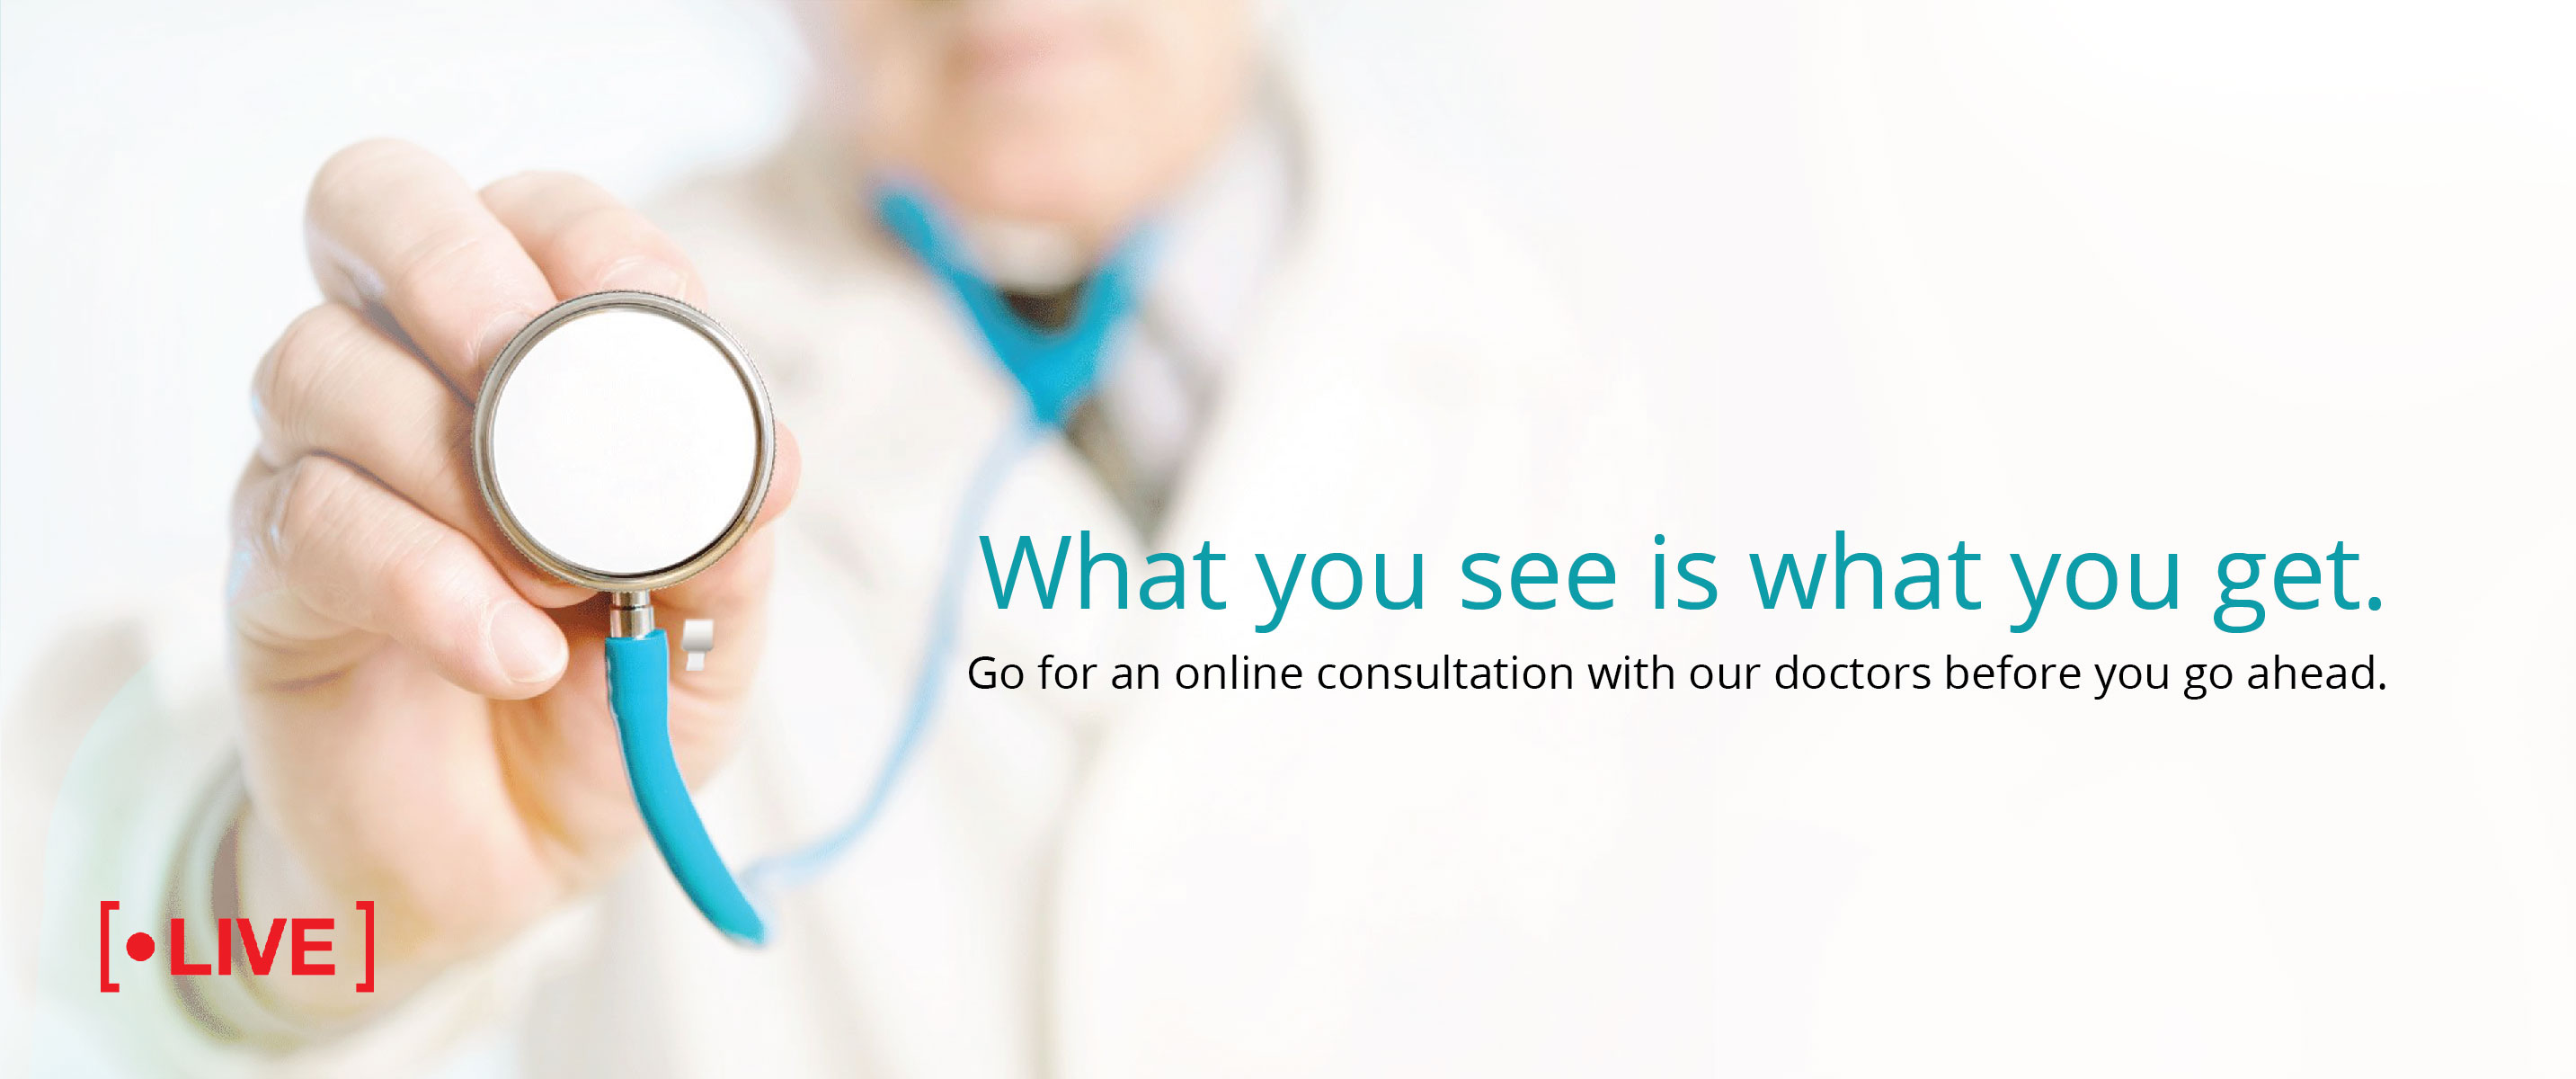 What you see is what you get.
Go for an online consultation with our doctors before you go ahead.
[• LIVE ]